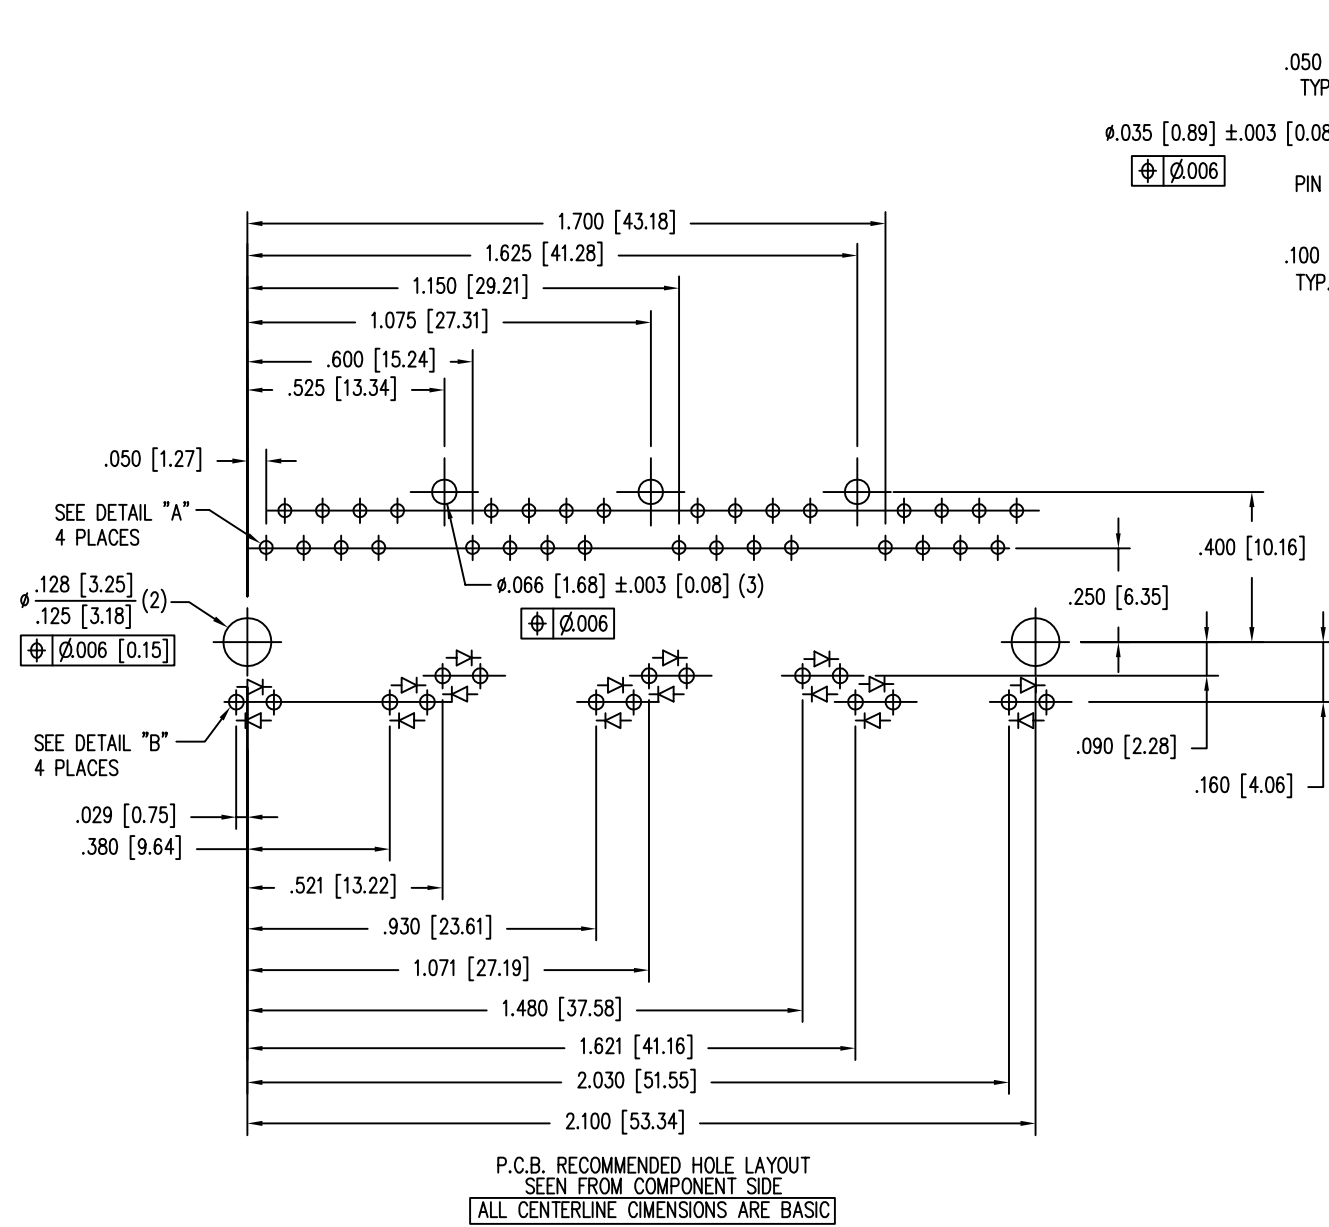 .050
TYP
ø.035 [0.89] ±.003 [0.08
⌖ Ø.006
PIN
1.700 [43.18]
1.625 [41.28]
.100
TYP.
1.150 [29.21]
1.075 [27.31]
.600 [15.24]
.525 [13.34]
.050 [1.27]
SEE DETAIL "A"
4 PLACES
.400 [10.16]
ø.066 [1.68] ±.003 [0.08] (3)
⌖ Ø.006
.250 [6.35]
ø .128 [3.25]
.125 [3.18] (2)
⌖ Ø.006 [0.15]
SEE DETAIL "B"
4 PLACES
.090 [2.28]
.160 [4.06]
.029 [0.75]
.380 [9.64]
.521 [13.22]
.930 [23.61]
1.071 [27.19]
1.480 [37.58]
1.621 [41.16]
2.030 [51.55]
2.100 [53.34]
P.C.B. RECOMMENDED HOLE LAYOUT
SEEN FROM COMPONENT SIDE
ALL CENTERLINE CIMENSIONS ARE BASIC